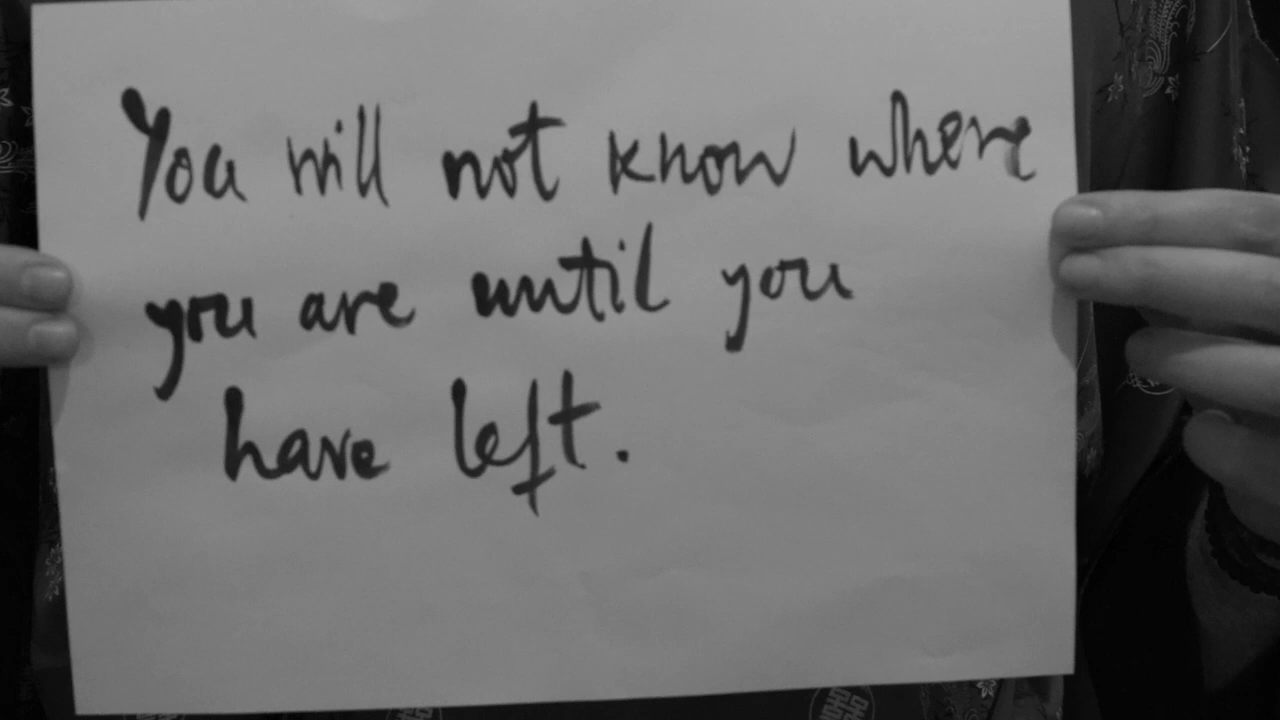 You will not know where
you are until you
have left.